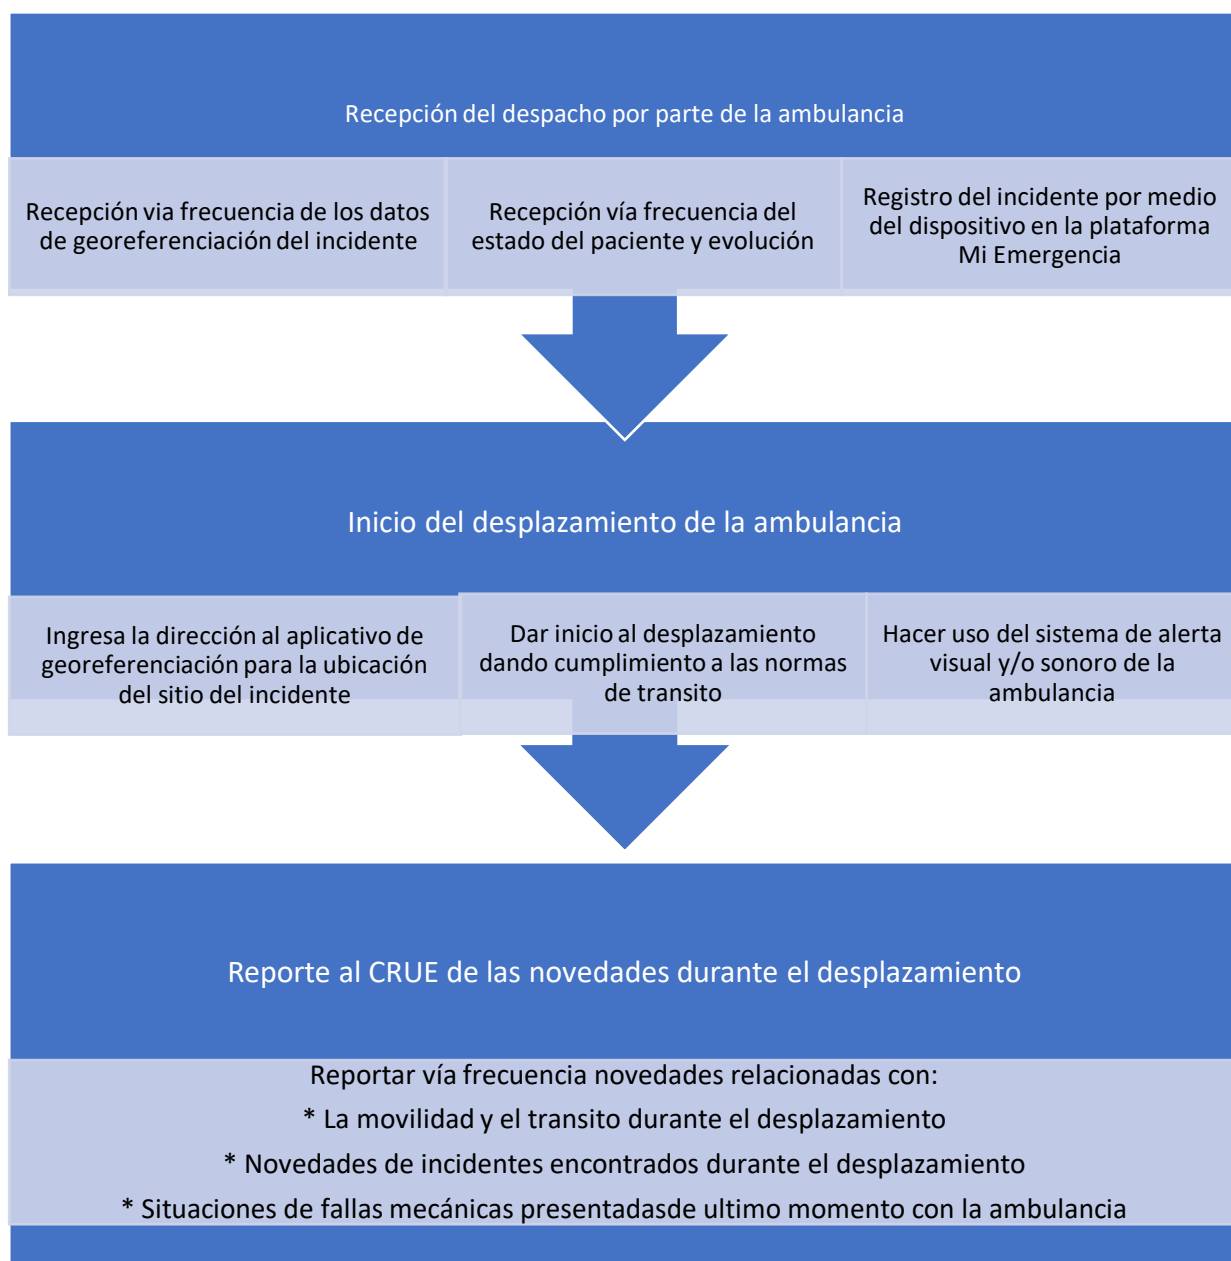 Recepción del despacho por parte de la ambulancia
Recepción via frecuencia de los datos
de georeferenciación del incidente
Recepción vía frecuencia del
estado del paciente y evolución
Registro del incidente por medio
del dispositivo en la plataforma
Mi Emergencia
Inicio del desplazamiento de la ambulancia
Ingresa la dirección al aplicativo de
georeferenciación para la ubicación
del sitio del incidente
Dar inicio al desplazamiento
dando cumplimiento a las normas
de transito
Hacer uso del sistema de alerta
visual y/o sonoro de la
ambulancia
Reporte al CRUE de las novedades durante el desplazamiento
Reportar vía frecuencia novedades relacionadas con:
* La movilidad y el transito durante el desplazamiento
* Novedades de incidentes encontrados durante el desplazamiento
* Situaciones de fallas mecánicas presentadasde ultimo momento con la ambulancia